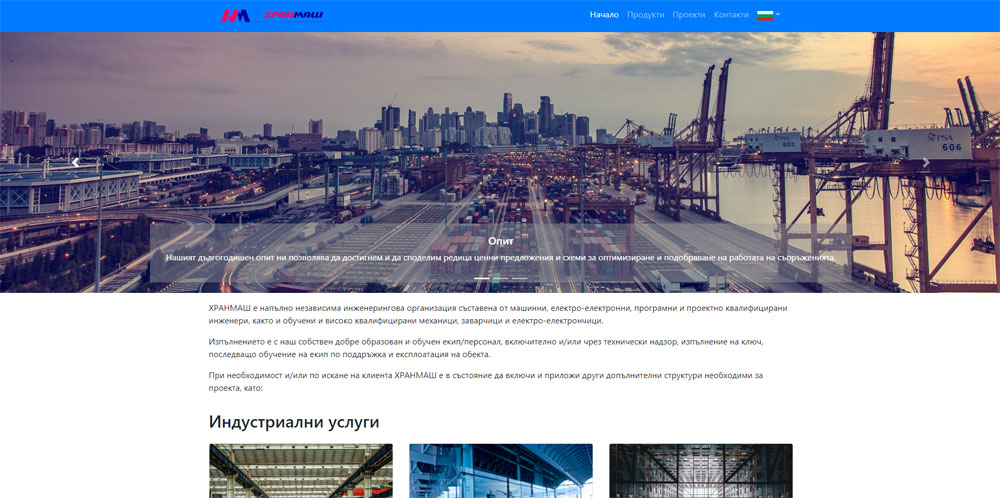 НМ ХРАНМАШ
Начало Продукти Проекти Контакти
PSA
605
606
Опит
Нашият дългогодишен опит ни позволява да достигнем и да споделим редица ценни предложения и схеми за оптимизиране и подобряване на работата на съоръженията.
ХРАНМАШ е напълно независима инженерингова организация съставена от машинни, електро-електронни, програмни и проектно квалифицирани
инженери, както и обучени и високо квалифицирани механици, заварчици и електро-електрончици.
Изпълнението е с наш собствен добре образован и обучен екип/персонал, включително и/или чрез технически надзор, изпълнение на ключ,
последващо обучение на екип по поддръжка и експлоатация на обекта.
При необходимост и/или по искане на клиента ХРАНМАШ е в състояние да включи и приложи други допълнителни структури необходими за
проекта, като:
Индустриални услуги